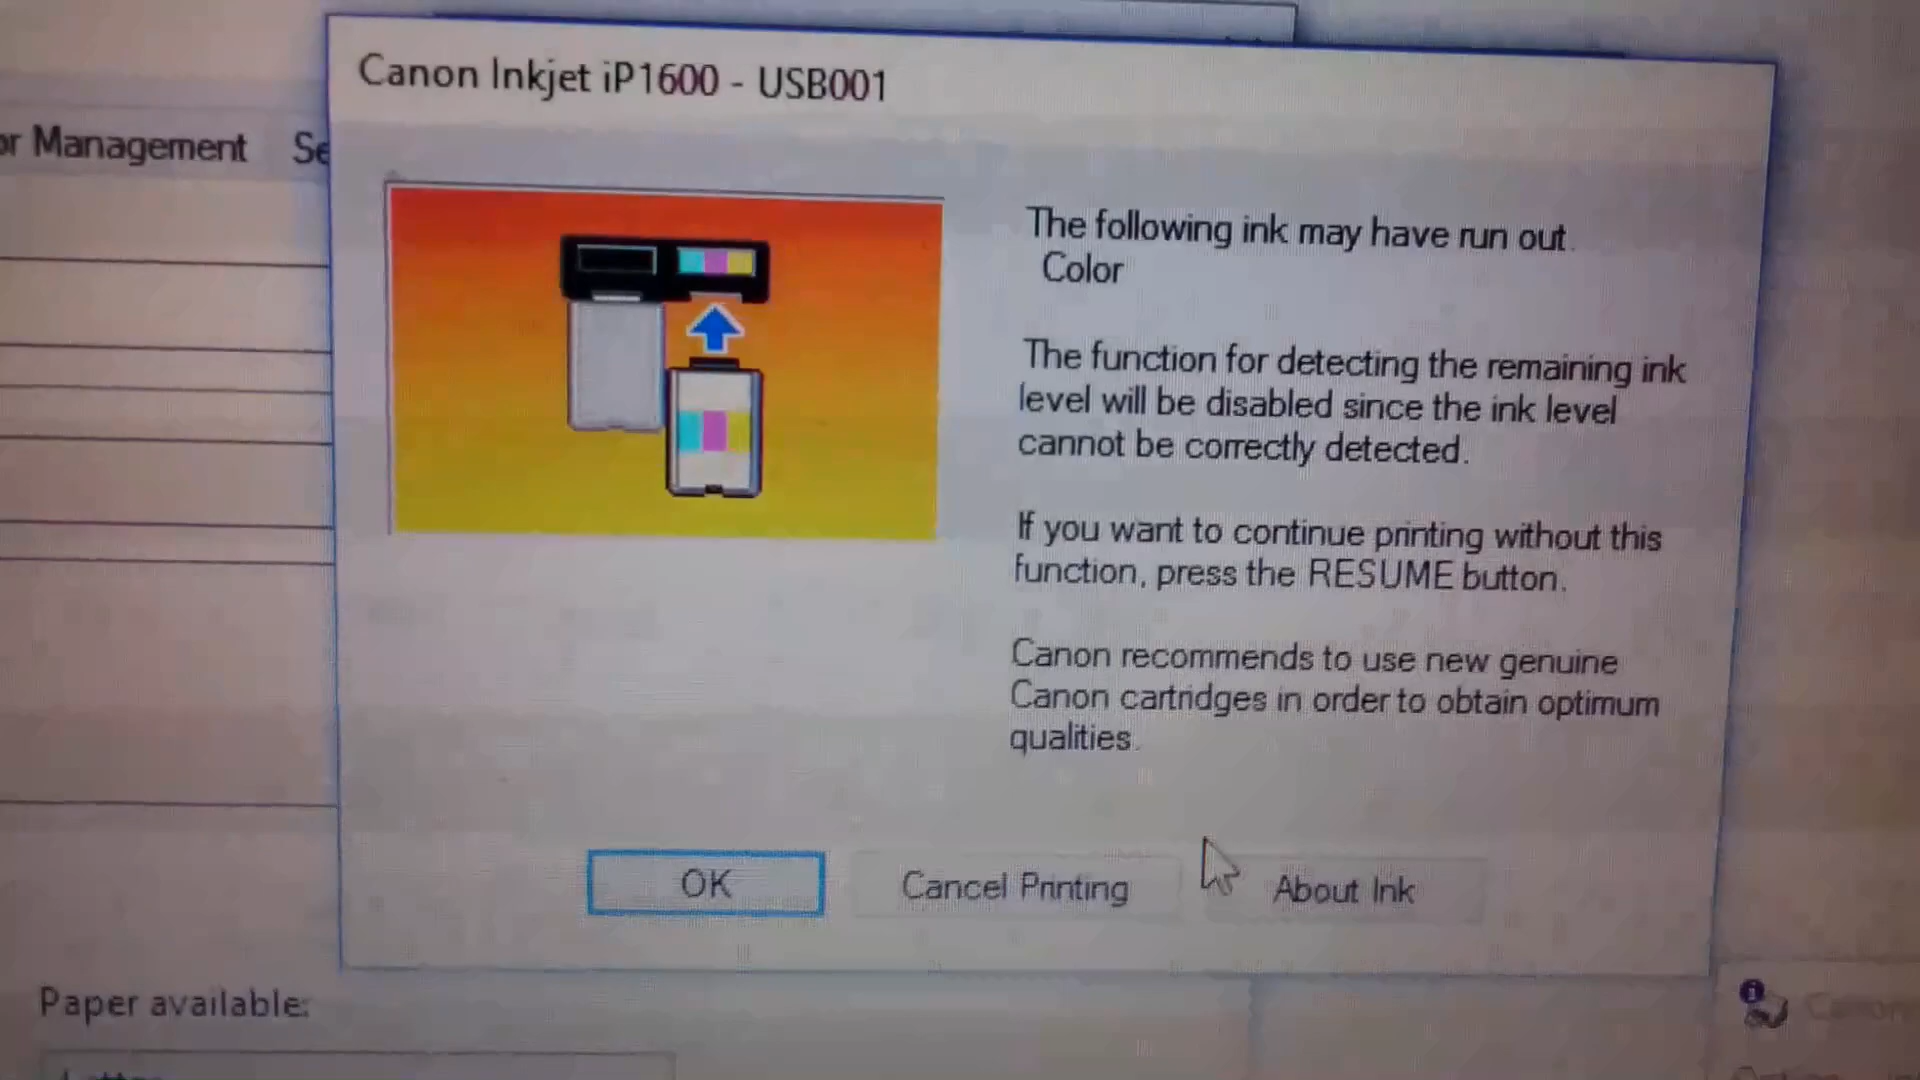 Canon Inkjet iP1600 - USB001
or Management Se
The following ink may have run out.
Color
The function for detecting the remaining ink
level will be disabled since the ink level
cannot be correctly detected.
If you want to continue printing without this
function, press the RESUME button.
Canon recommends to use new genuine
Canon cartridges in order to obtain optimum
qualities.
OK Cancel Printing About Ink
Paper available:
Canon